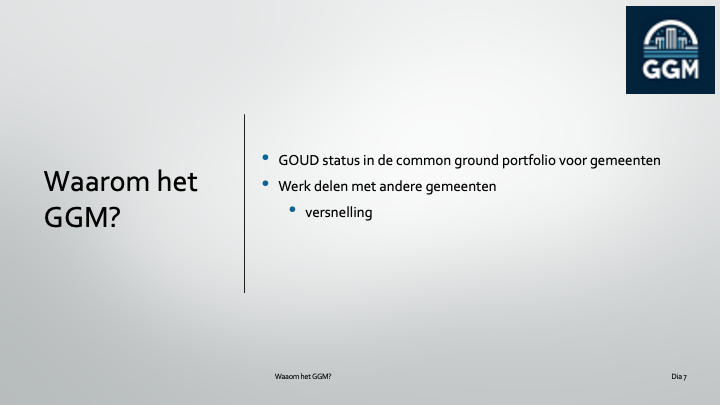 GGM
Waarom het
GGM?
GOUD status in de common ground portfolio voor gemeenten
Werk delen met andere gemeenten
versnelling
Waaom het GGM?
Dia 7